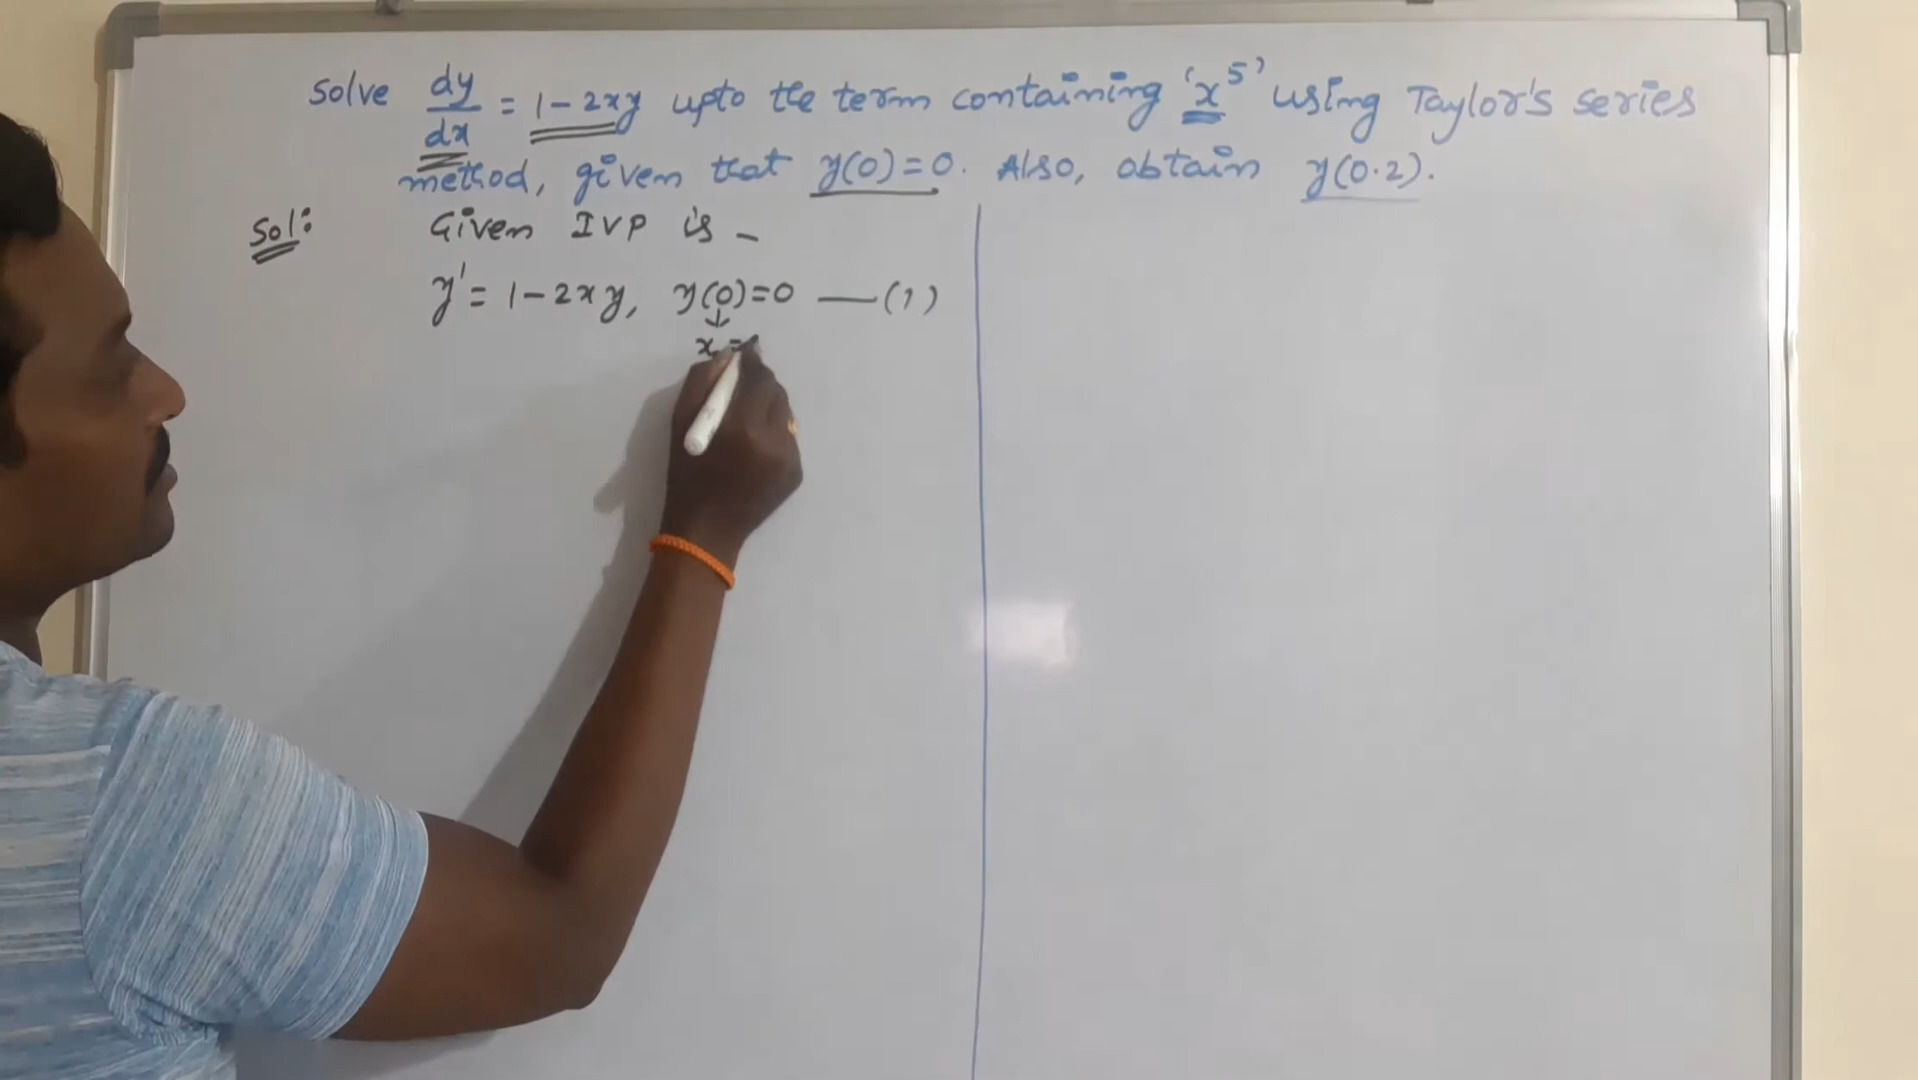 Solve dy/dx = 1-2xy upto the term containing 'x⁵' using Taylor's series
method, given that y(0)=0. Also, obtain y(0.2).
Sol: Given IVP is -
y' = 1-2xy, y(0)=0 —(1)
↓
x =